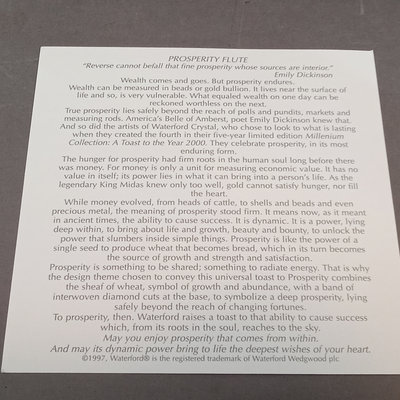 PROSPERITY FLUTE
"Reverse cannot befall that fine prosperity whose sources are interior."
Emily Dickinson
Wealth comes and goes. But prosperity endures.
Wealth can be measured in beads or gold bullion. It lives near the surface of
life and so, is very vulnerable. What equaled wealth on one day can be
reckoned worthless on the next.
True prosperity lies safely beyond the reach of polls and pundits, markets and
measuring rods. America's Belle of Amherst, poet Emily Dickinson knew that.
And so did the artists of Waterford Crystal, who chose to look to what is lasting
when they created the fourth in their five-year limited edition Millenium
Collection: A Toast to the Year 2000. They celebrate prosperity, in its most
enduring form.
The hunger for prosperity had firm roots in the human soul long before there
was money. For money is only a unit for measuring economic value. It has no
value in itself; its power lies in what it can bring into a person's life. As the
legendary King Midas knew only too well, gold cannot satisfy hunger, nor fill
the heart.
While money evolved, from heads of cattle, to shells and beads and even
precious metal, the meaning of prosperity stood firm. It means now, as it meant
in ancient times, the ability to cause success. It is dynamic. It is a power, lying
deep within, to bring about life and growth, beauty and bounty, to unlock the
power that slumbers inside simple things. Prosperity is like the power of a
single seed to produce wheat that becomes bread, which in its turn becomes
the source of growth and strength and satisfaction.
Prosperity is something to be shared; something to radiate energy. That is why
the design theme chosen to convey this universal toast to Prosperity combines
the sheaf of wheat, symbol of growth and abundance, with a band of
interwoven diamond cuts at the base, to symbolize a deep prosperity, lying
safely beyond the reach of changing fortunes.
To prosperity, then. Waterford raises a toast to that ability to cause success
which, from its roots in the soul, reaches to the sky.
May you enjoy prosperity that comes from within.
And may its dynamic power bring to life the deepest wishes of your heart.
©1997, Waterford® is the registered trademark of Waterford Wedgwood plc